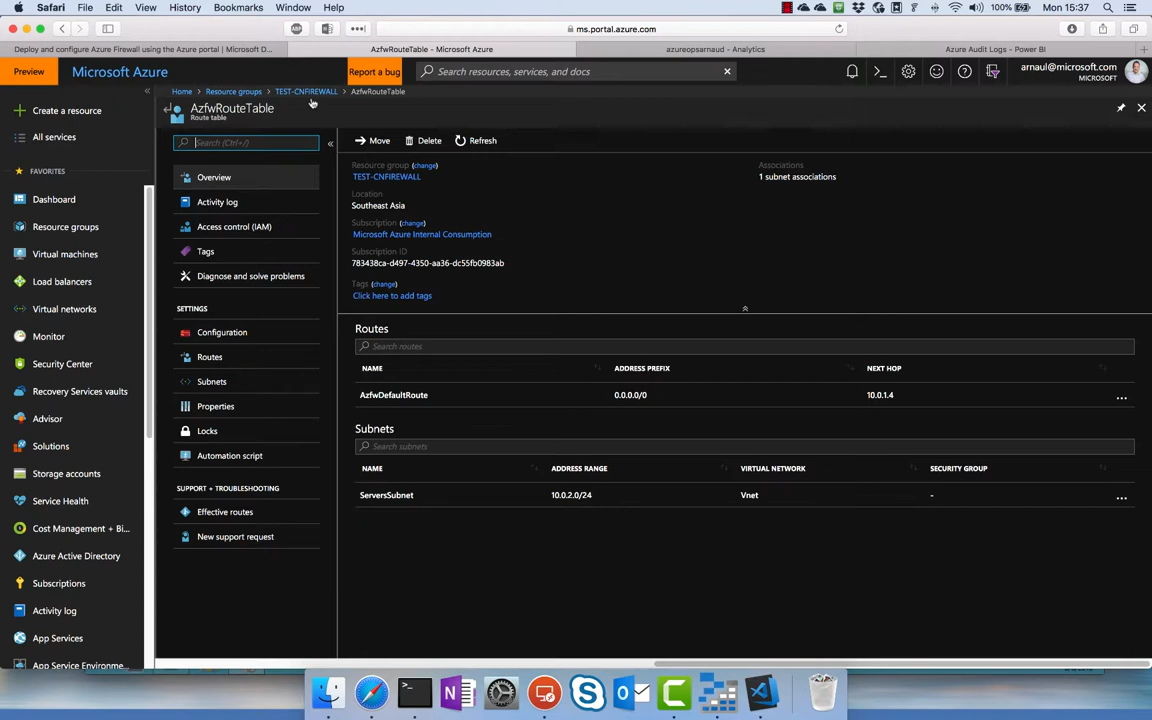 Safari File Edit View History Bookmarks Window Help 100% Mon 15:37
ms.portal.azure.com
Deploy and configure Azure Firewall using the Azure portal | Microsoft D... AzfwRouteTable - Microsoft Azure azureopsarnaud - Analytics Azure Audit Logs - Power BI
Preview Microsoft Azure Report a bug Search resources, services, and docs arnaul@microsoft.com
MICROSOFT
Home > Resource groups > TEST-CNFIREWALL > AzfwRouteTable
AzfwRouteTable
Route table
Create a resource
All services
FAVORITES
Dashboard
Resource groups
Virtual machines
Load balancers
Virtual networks
Monitor
Security Center
Recovery Services vaults
Advisor
Solutions
Storage accounts
Service Health
Cost Management + Bi...
Azure Active Directory
Subscriptions
Activity log
App Services
App Service Environme...
Search (Ctrl+/)
Overview
Activity log
Access control (IAM)
Tags
Diagnose and solve problems
SETTINGS
Configuration
Routes
Subnets
Properties
Locks
Automation script
SUPPORT + TROUBLESHOOTING
Effective routes
New support request
Move Delete Refresh
Resource group (change)
TEST-CNFIREWALL
Location
Southeast Asia
Subscription (change)
Microsoft Azure Internal Consumption
Subscription ID
783438ca-d497-4350-aa36-dc55fb0983ab
Tags (change)
Click here to add tags
Associations
1 subnet associations
Routes
Search routes
NAME ADDRESS PREFIX NEXT HOP
AzfwDefaultRoute 0.0.0.0/0 10.0.1.4 ...
Subnets
Search subnets
NAME ADDRESS RANGE VIRTUAL NETWORK SECURITY GROUP
ServersSubnet 10.0.2.0/24 Vnet - ...